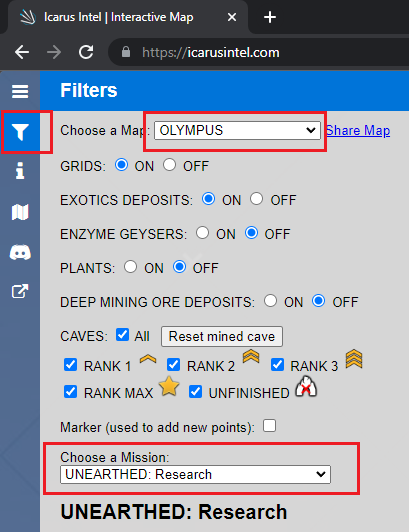 Icarus Intel | Interactive Map
https://icarusintel.com
Filters
Choose a Map: OLYMPUS Share Map
GRIDS: ON OFF
EXOTICS DEPOSITS: ON OFF
ENZYME GEYSERS: ON OFF
PLANTS: ON OFF
DEEP MINING ORE DEPOSITS: ON OFF
CAVES: All Reset mined cave
RANK 1 RANK 2 RANK 3
RANK MAX UNFINISHED
Marker (used to add new points):
Choose a Mission:
UNEARTHED: Research
UNEARTHED: Research